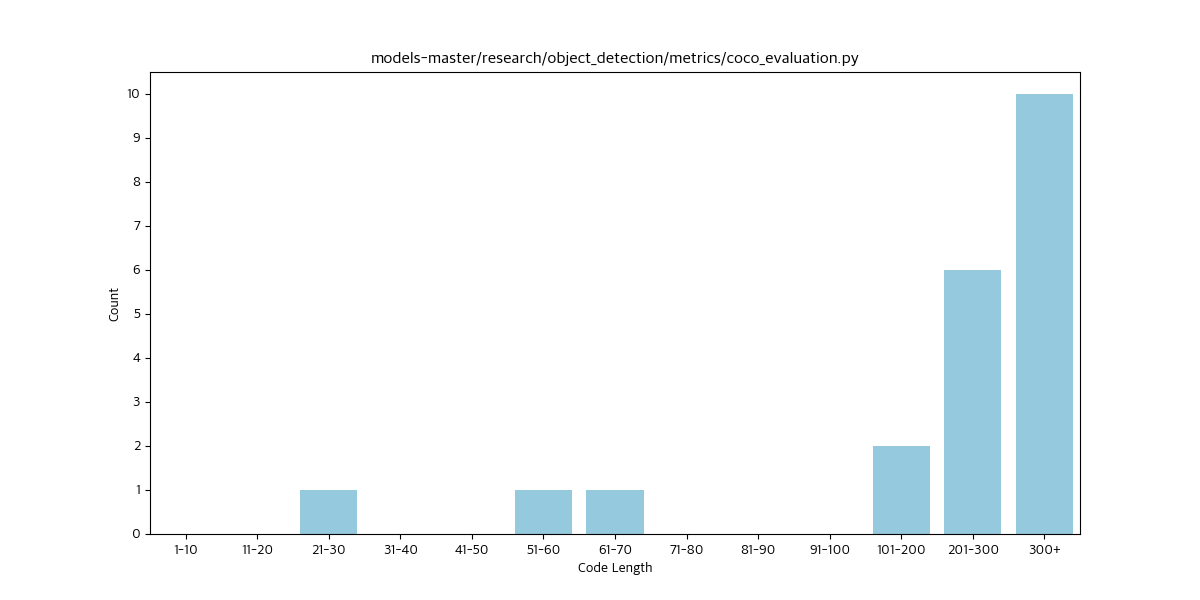 models-master/research/object_detection/metrics/coco_evaluation.py
Count
10
9
8
7
6
5
4
3
2
1
0
1-10 11-20 21-30 31-40 41-50 51-60 61-70 71-80 81-90 91-100 101-200 201-300 300+
Code Length